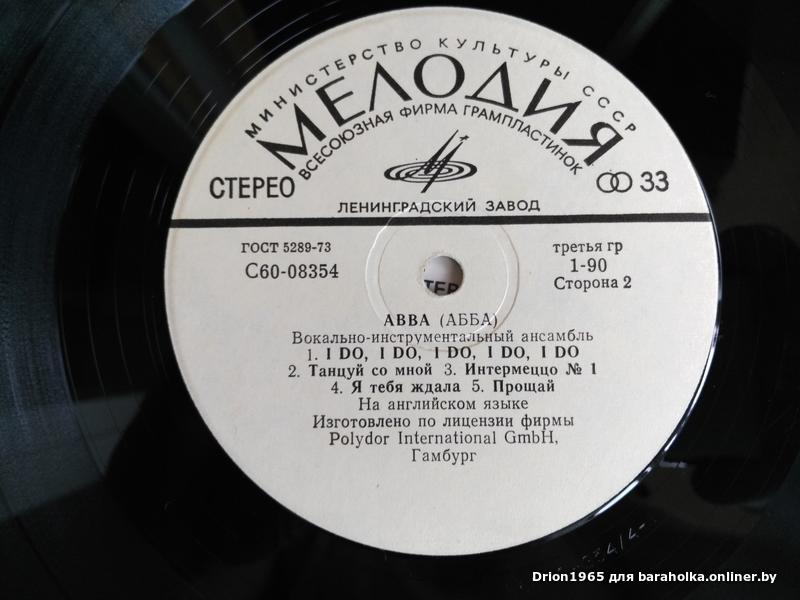 МИНИСТЕРСТВО КУЛЬТУРЫ СССР
МЕЛОДИЯ
ВСЕСОЮЗНАЯ ФИРМА ГРАМПЛАСТИНОК
СТЕРЕО
33
ЛЕНИНГРАДСКИЙ ЗАВОД
ГОСТ 5289-73
С60-08354
третья гр
1-90
Сторона 2
ABBA (АББА)
Вокально-инструментальный ансамбль
1. I DO, I DO, I DO, I DO, I DO
2. Танцуй со мной 3. Интермеццо № 1
4. Я тебя ждала 5. Прощай
На английском языке
Изготовлено по лицензии фирмы
Polydor International GmbH,
Гамбург
Drion1965 для baraholka.onliner.by